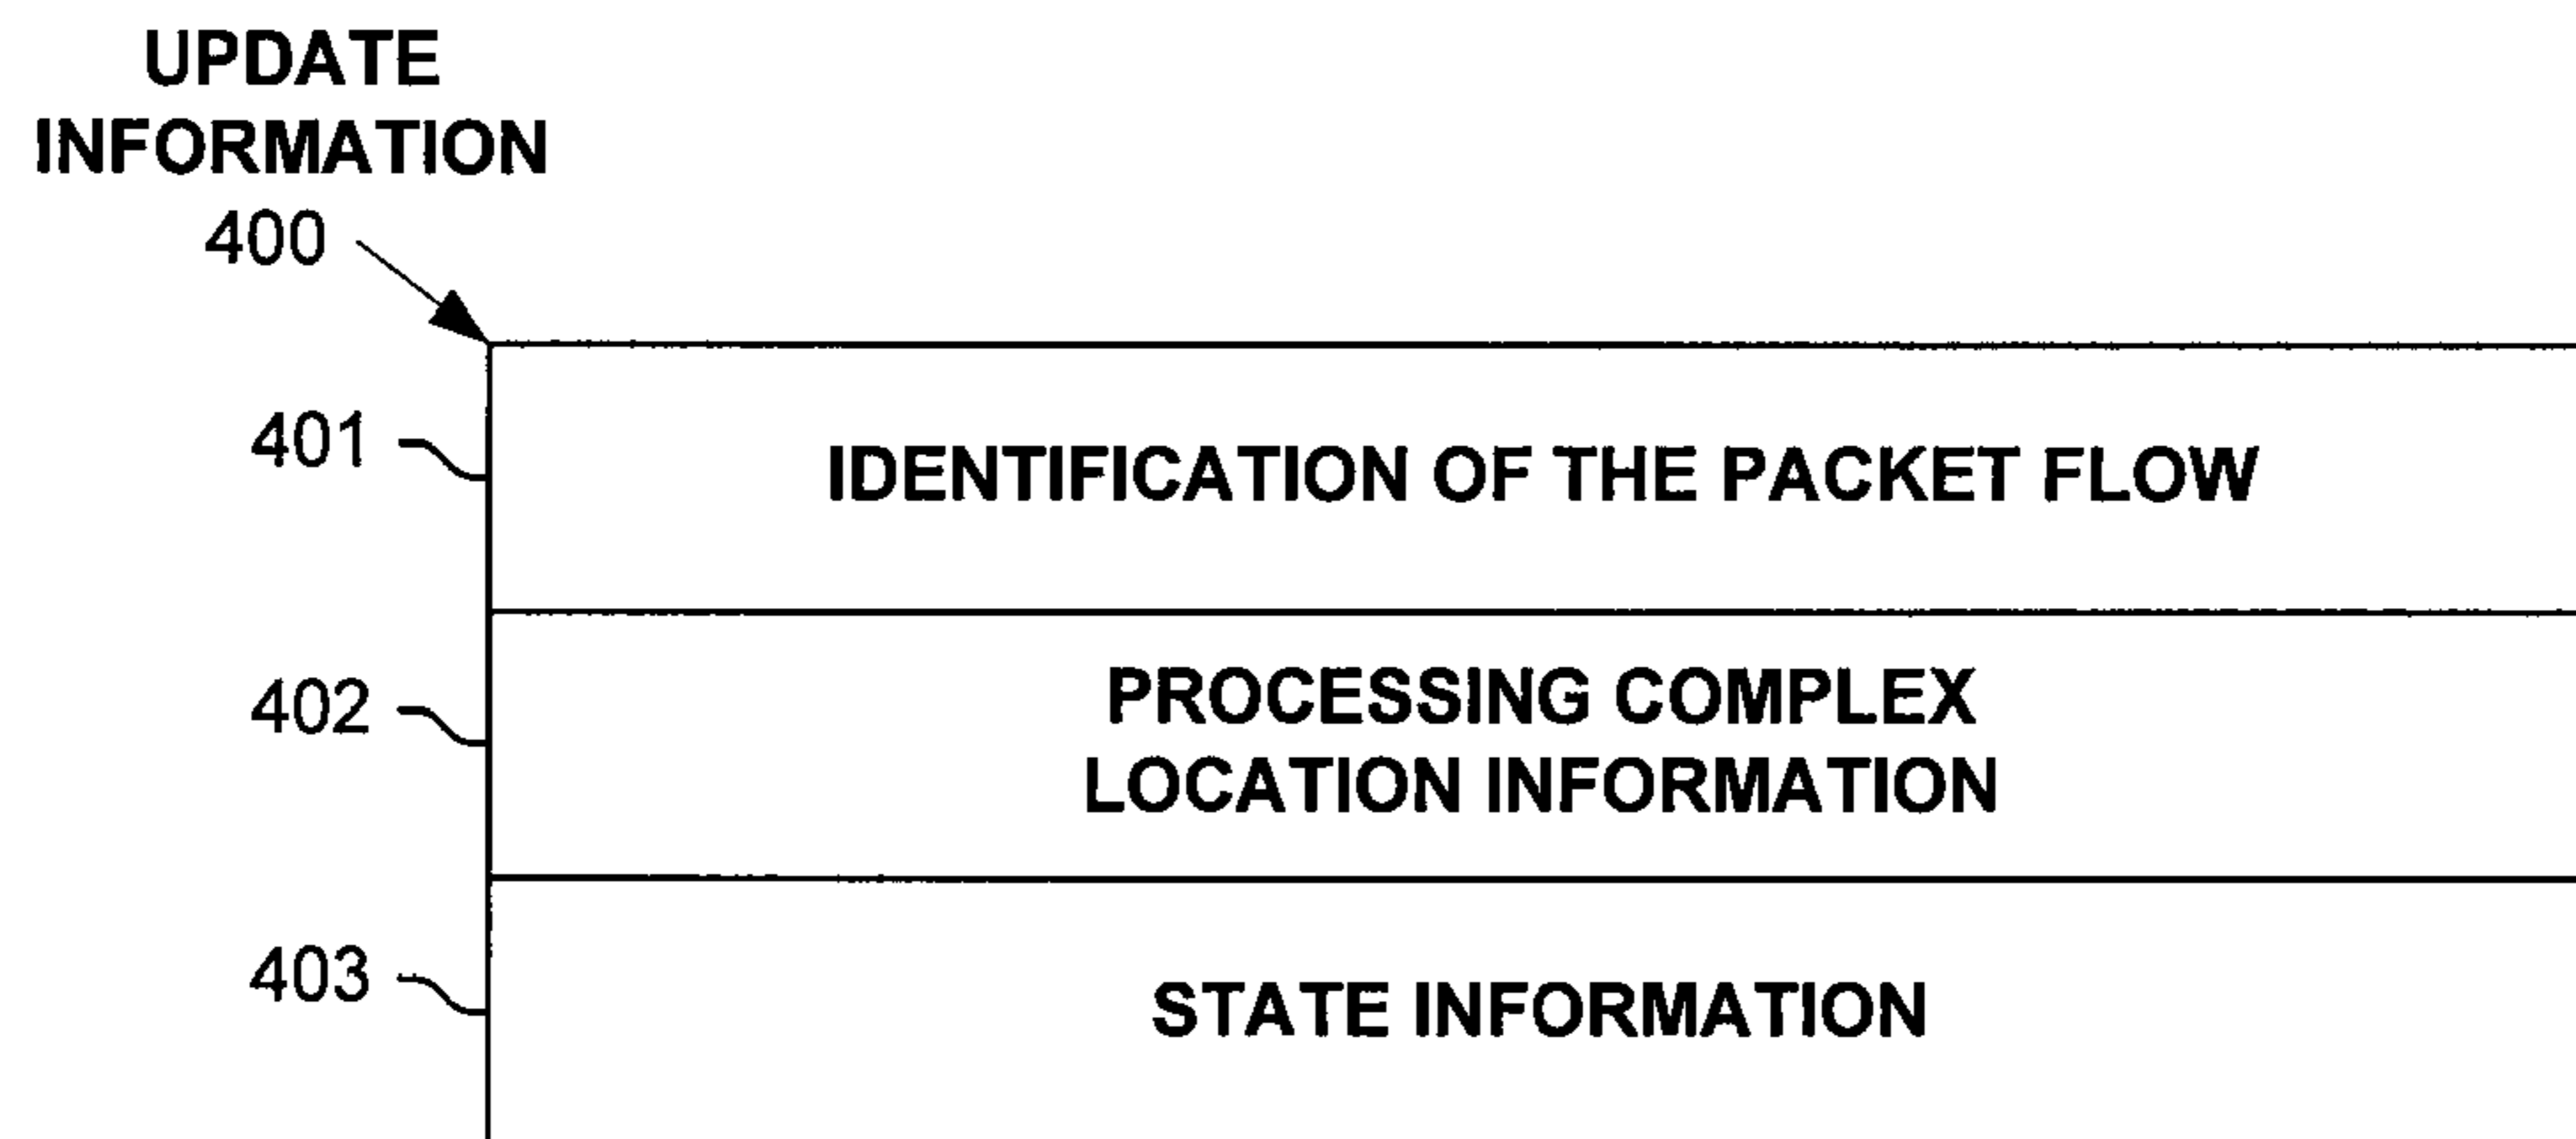 UPDATE
INFORMATION
400
401
IDENTIFICATION OF THE PACKET FLOW
402
PROCESSING COMPLEX
LOCATION INFORMATION
403
STATE INFORMATION